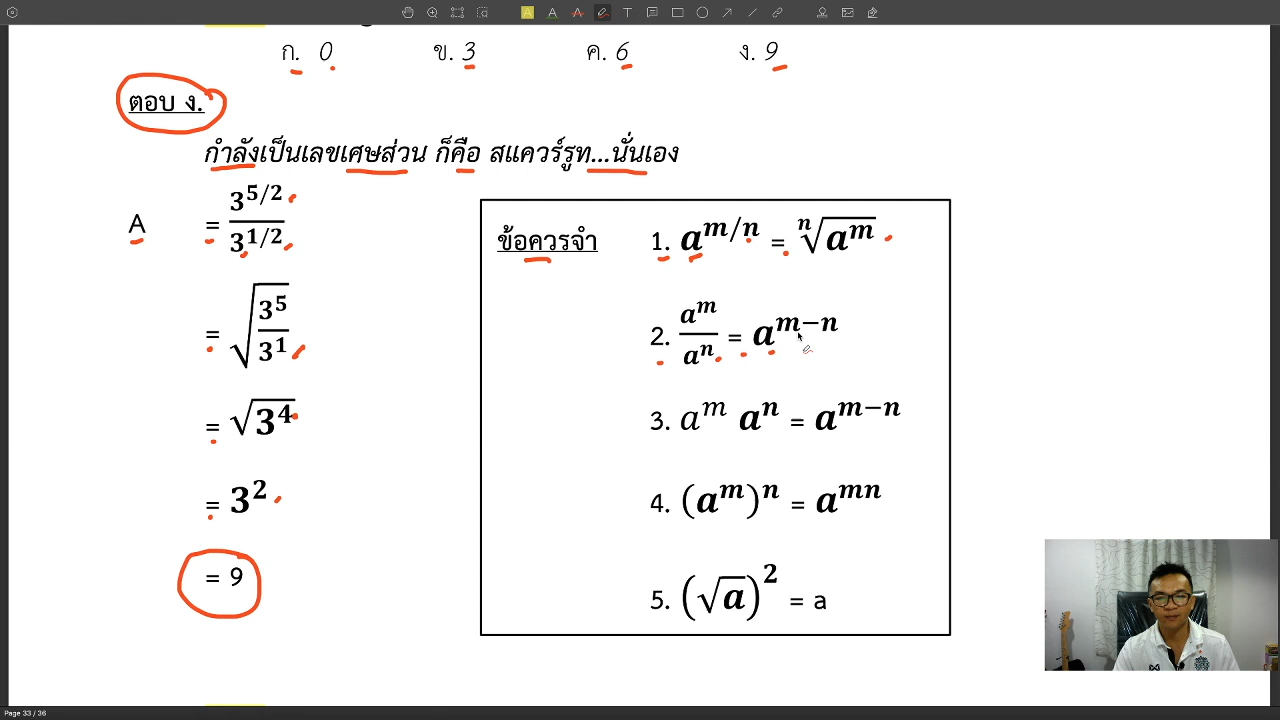 ก. 0 ข. 3 ค. 6 ง. 9
ตอบ ง.
กำลังเป็นเลขเศษส่วน ก็คือ สแควร์รูท...นั่นเอง
A = 3^{5/2} / 3^{1/2}
= √(3^5 / 3^1)
= √(3^4)
= 3^2
= 9
ข้อควรจำ 1. a^{m/n} = ⁿ√(a^m)
2. a^m / a^n = a^{m−n}
3. a^m a^n = a^{m−n}
4. (a^m)^n = a^{mn}
5. (√a)^2 = a
Page 33 / 36